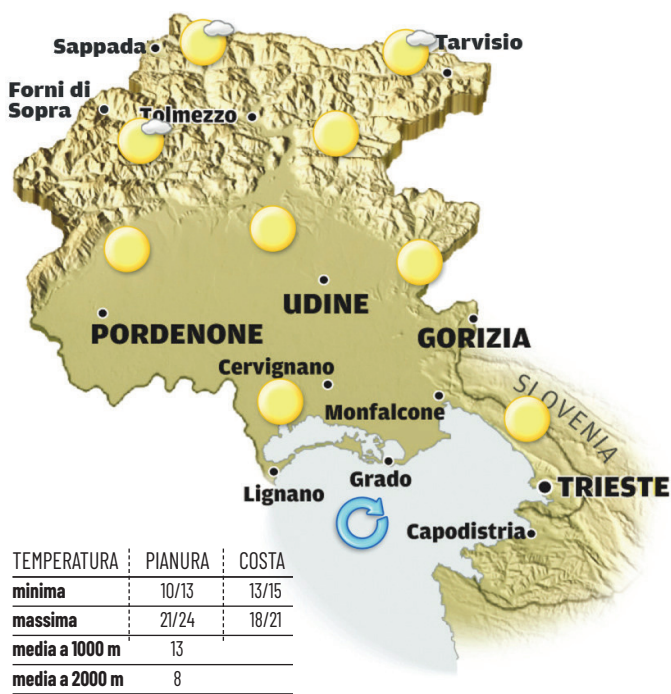 Sappada
Tarvisio
Forni di
Sopra
Tolmezzo
UDINE
PORDENONE
GORIZIA
Cervignano
SLOVENIA
Monfalcone
Grado
Lignano
TRIESTE
Capodistria
TEMPERATURA PIANURA COSTA
minima 10/13 13/15
massima 21/24 18/21
media a 1000 m 13
media a 2000 m 8